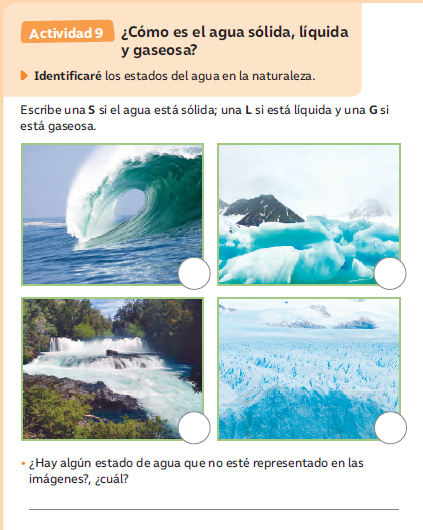 Actividad 9
¿Cómo es el agua sólida, líquida
y gaseosa?
Identificaré los estados del agua en la naturaleza.
Escribe una S si el agua está sólida; una L si está líquida y una G si
está gaseosa.
• ¿Hay algún estado de agua que no esté representado en las
imágenes?, ¿cuál?